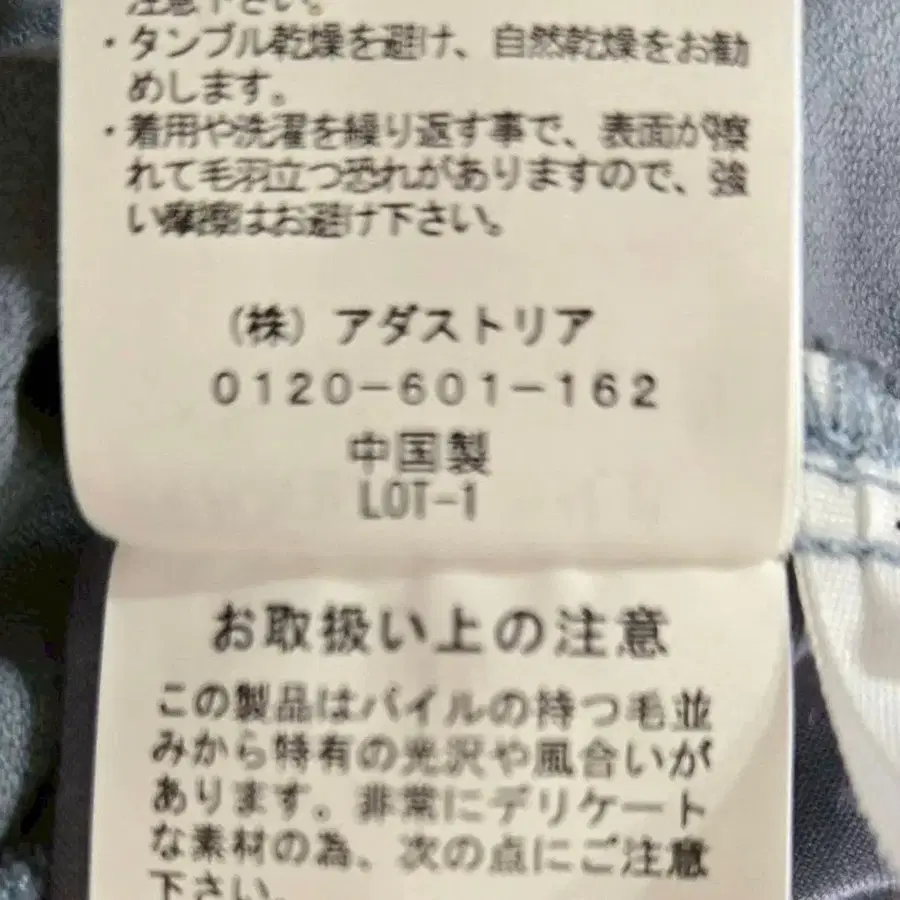 注意下さい。
・タンブル乾燥を避け、自然乾燥をお勧
めします。
・着用や洗濯を繰り返す事で、表面が擦
れて毛羽立つ恐れがありますので、強
い摩擦はお避け下さい。
(株)アダストリア
0120-601-162
中国製
LOT-1
お取扱い上の注意
この製品はパイルの持つ毛並
みから特有の光沢や風合いが
あります。非常にデリケート
な素材の為、次の点にご注意
下さい。